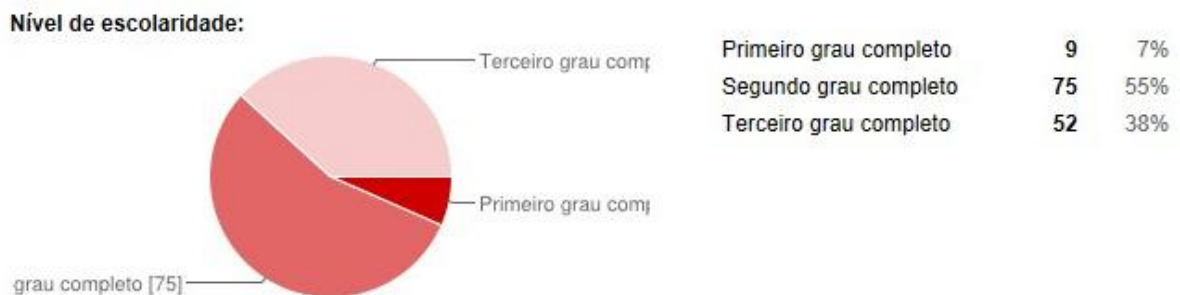 Nível de escolaridade:
Terceiro grau comp
Primeiro grau comp
grau completo [75]
Primeiro grau completo 9 7%
Segundo grau completo 75 55%
Terceiro grau completo 52 38%